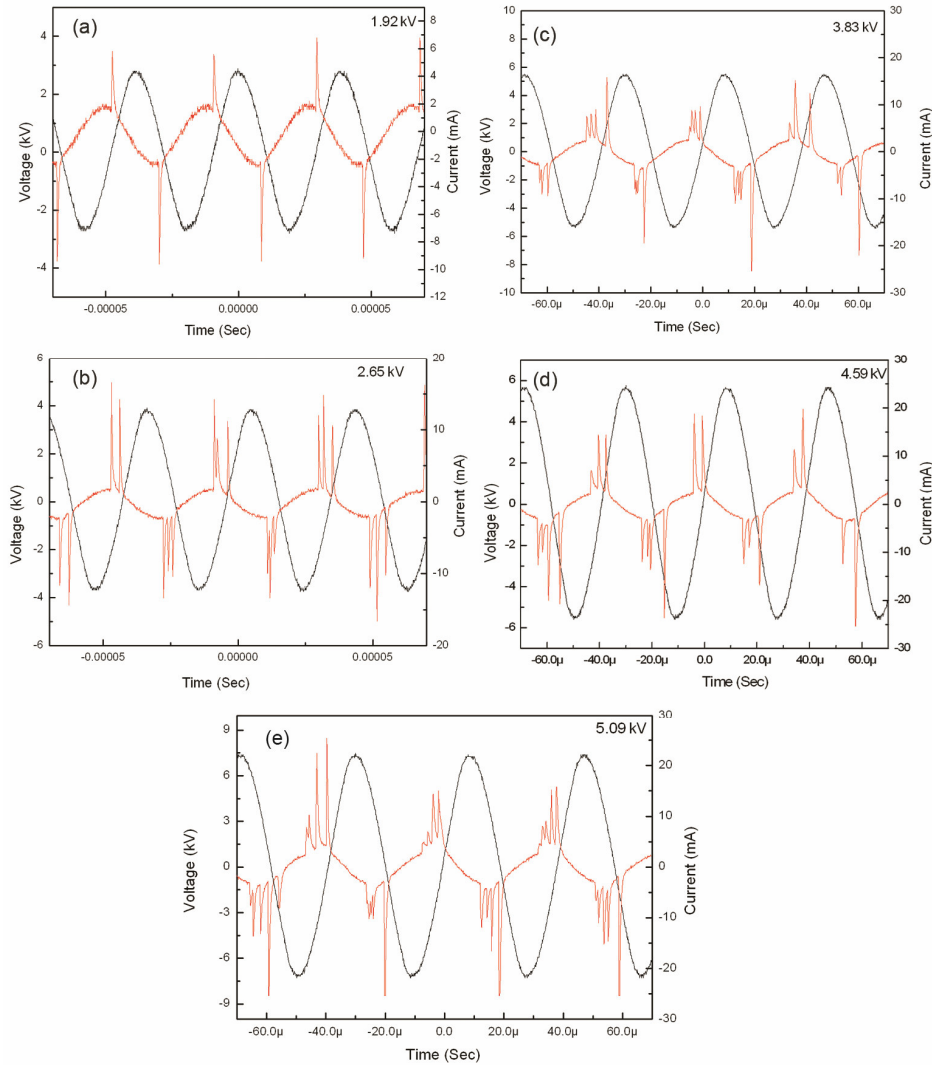 (a)
1.92 kV
Voltage (kV)
4
2
0
-2
-4
8
6
4
2
0
-2
-4
-6
-8
-10
-12
Current (mA)
-0.00005 0.00000 0.00005
Time (Sec)
(c)
3.83 kV
Voltage (kV)
10
8
6
4
2
0
-2
-4
-6
-8
-10
30
20
10
0
-10
-20
-30
Current (mA)
-60.0µ -40.0µ -20.0µ 0.0 20.0µ 40.0µ 60.0µ
Time (Sec)
(b)
2.65 kV
Voltage (kV)
6
4
2
0
-2
-4
-6
20
10
0
-10
-20
Current (mA)
-0.00005 0.00000 0.00005
Time (Sec)
(d)
4.59 kV
Voltage (kV)
6
4
2
0
-2
-4
-6
30
20
10
0
-10
-20
-30
Current (mA)
-60.0µ -40.0µ -20.0µ 0.0 20.0µ 40.0µ 60.0µ
Time (Sec)
(e)
5.09 kV
Voltage (kV)
9
6
3
0
-3
-6
-9
30
20
10
0
-10
-20
-30
Current (mA)
-60.0µ -40.0µ -20.0µ 0.0 20.0µ 40.0µ 60.0µ
Time (Sec)